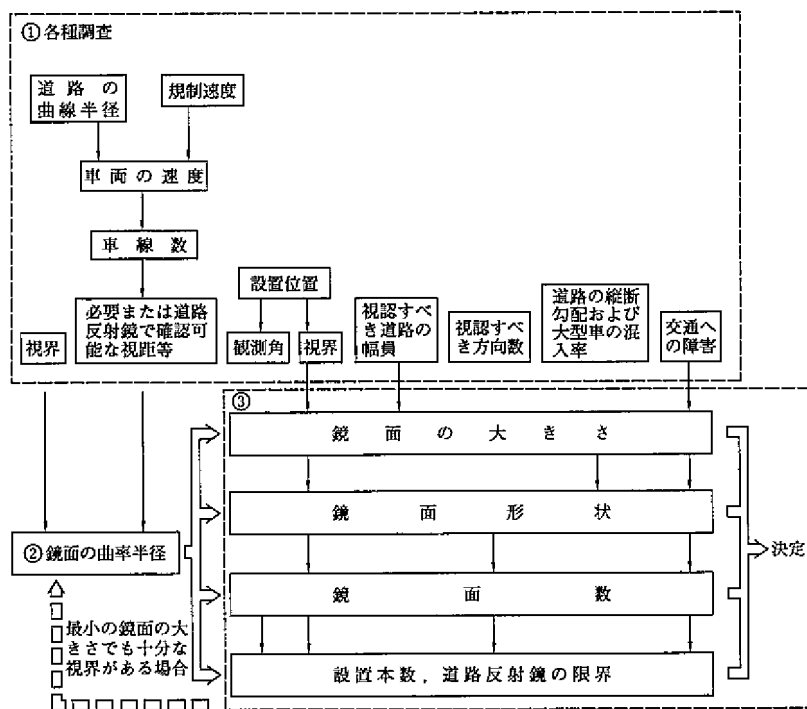 ①各種調査
道路の
曲線半径
規制速度
車両の速度
車線数
設置位置
視界
必要または道路
反射鏡で確認可
能な視距等
観測角
視界
視認すべ
き道路の
幅員
視認すべ
き方向数
道路の縦断
勾配および
大型車の混
入率
交通へ
の障害
③
鏡面の大きさ
鏡面形状
②鏡面の曲率半径
決定
鏡面数
最小の鏡面の大
きさでも十分な
視界がある場合
設置本数，道路反射鏡の限界